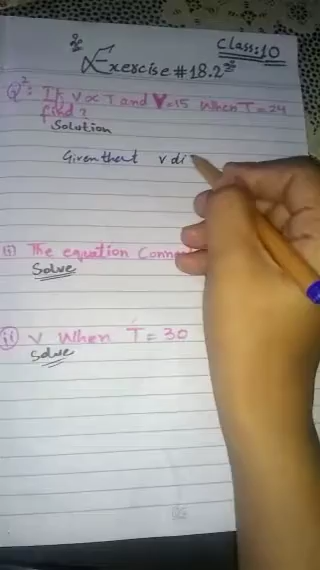 Class:10
Exercise #18.2
Q2: If V ∝ T and V=15 When T=24
find?
Solution
Given that v di
(i) The equation Conn
Solve
(ii) V When T = 30
Solve